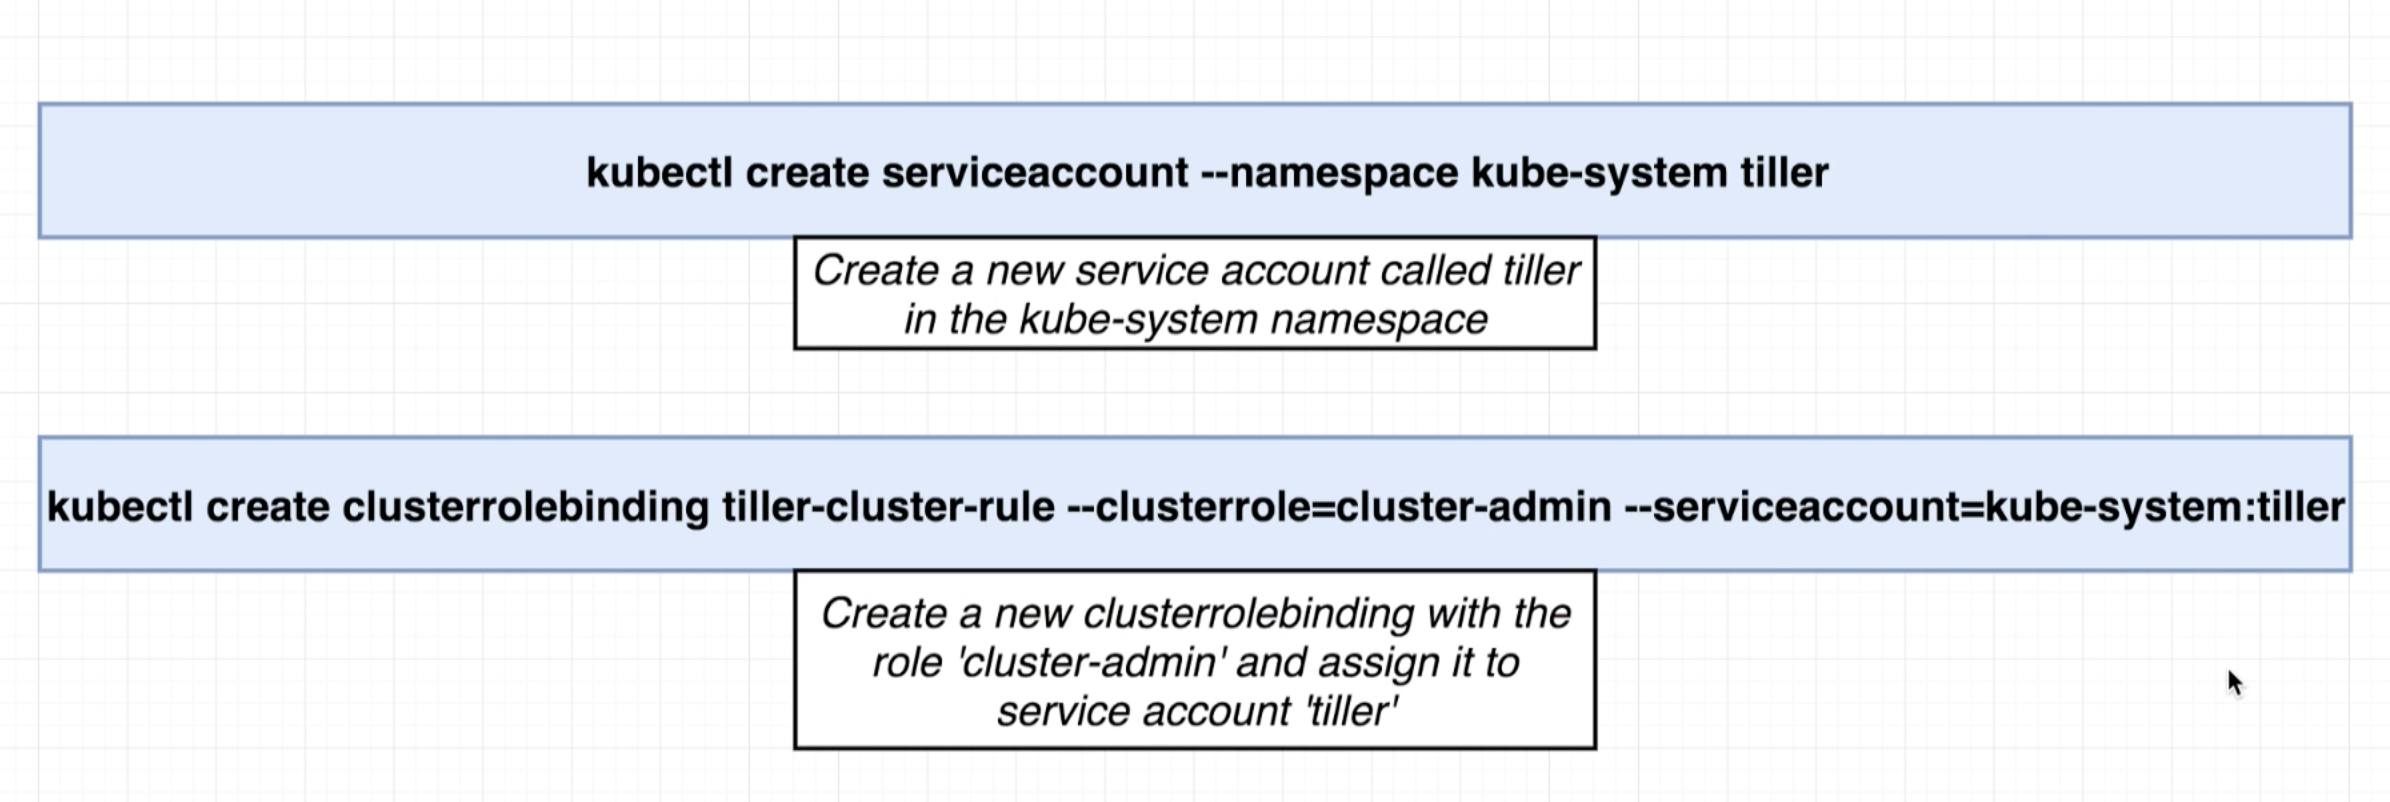 kubectl create serviceaccount --namespace kube-system tiller
Create a new service account called tiller
in the kube-system namespace
kubectl create clusterrolebinding tiller-cluster-rule --clusterrole=cluster-admin --serviceaccount=kube-system:tiller
Create a new clusterrolebinding with the
role 'cluster-admin' and assign it to
service account 'tiller'